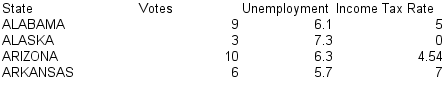 State Votes Unemployment Income Tax Rate
ALABAMA 9 6.1 5
ALASKA 3 7.3 0
ARIZONA 10 6.3 4.54
ARKANSAS 6 5.7 7